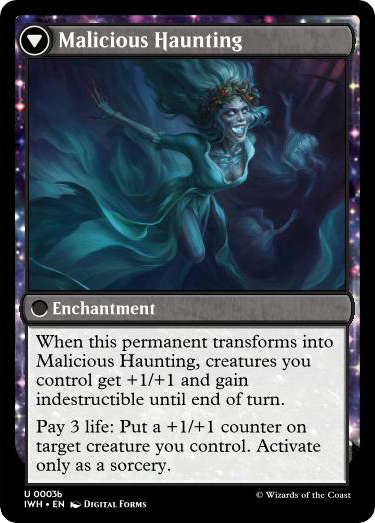 Malicious Haunting
Enchantment
When this permanent transforms into
Malicious Haunting, creatures you
control get +1/+1 and gain
indestructible until end of turn.
Pay 3 life: Put a +1/+1 counter on
target creature you control. Activate
only as a sorcery.
U 0003b
IWH • EN Digital Forms
© Wizards of the Coast